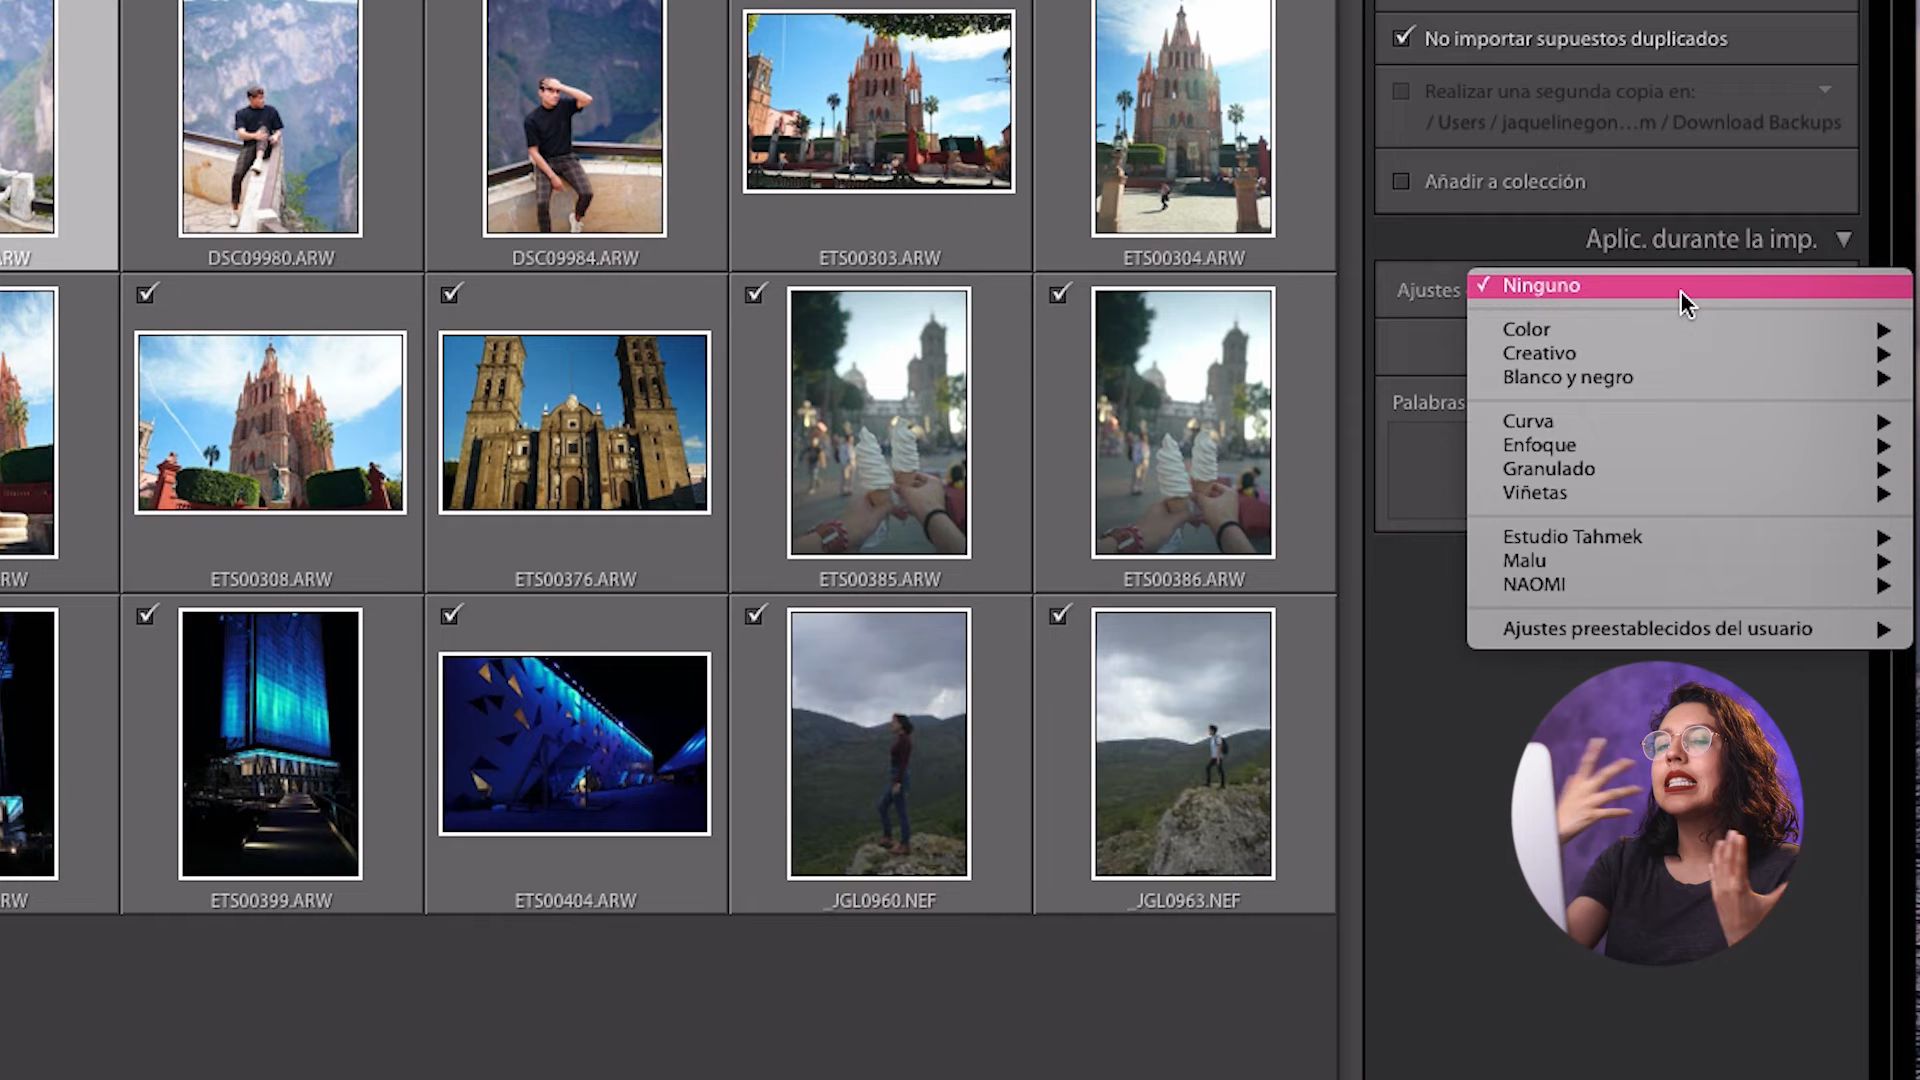 No importar supuestos duplicados
Realizar una segunda copia en:
/ Users / jaquelinegon...m / Download Backups
Añadir a colección
Aplic. durante la imp.
Ajustes
Ninguno
Color
Creativo
Blanco y negro
Palabras
Curva
Enfoque
Granulado
Viñetas
Estudio Tahmek
Malu
NAOMI
Ajustes preestablecidos del usuario
RW
DSC09980.ARW
DSC09984.ARW
ETS00303.ARW
ETS00304.ARW
RW
ETS00308.ARW
ETS00376.ARW
ETS00385.ARW
ETS00386.ARW
RW
ETS00399.ARW
ETS00404.ARW
_JGL0960.NEF
_JGL0963.NEF